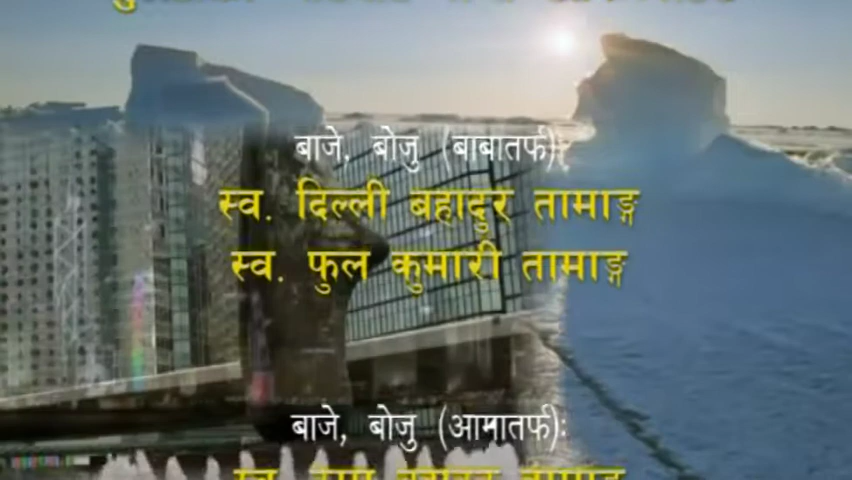 बाजे, बोजु (बाबातर्फ):
स्व. दिल्ली बहादुर तामाङ्ग
स्व. फुल कुमारी तामाङ्ग
बाजे, बोजु (आमातर्फ):